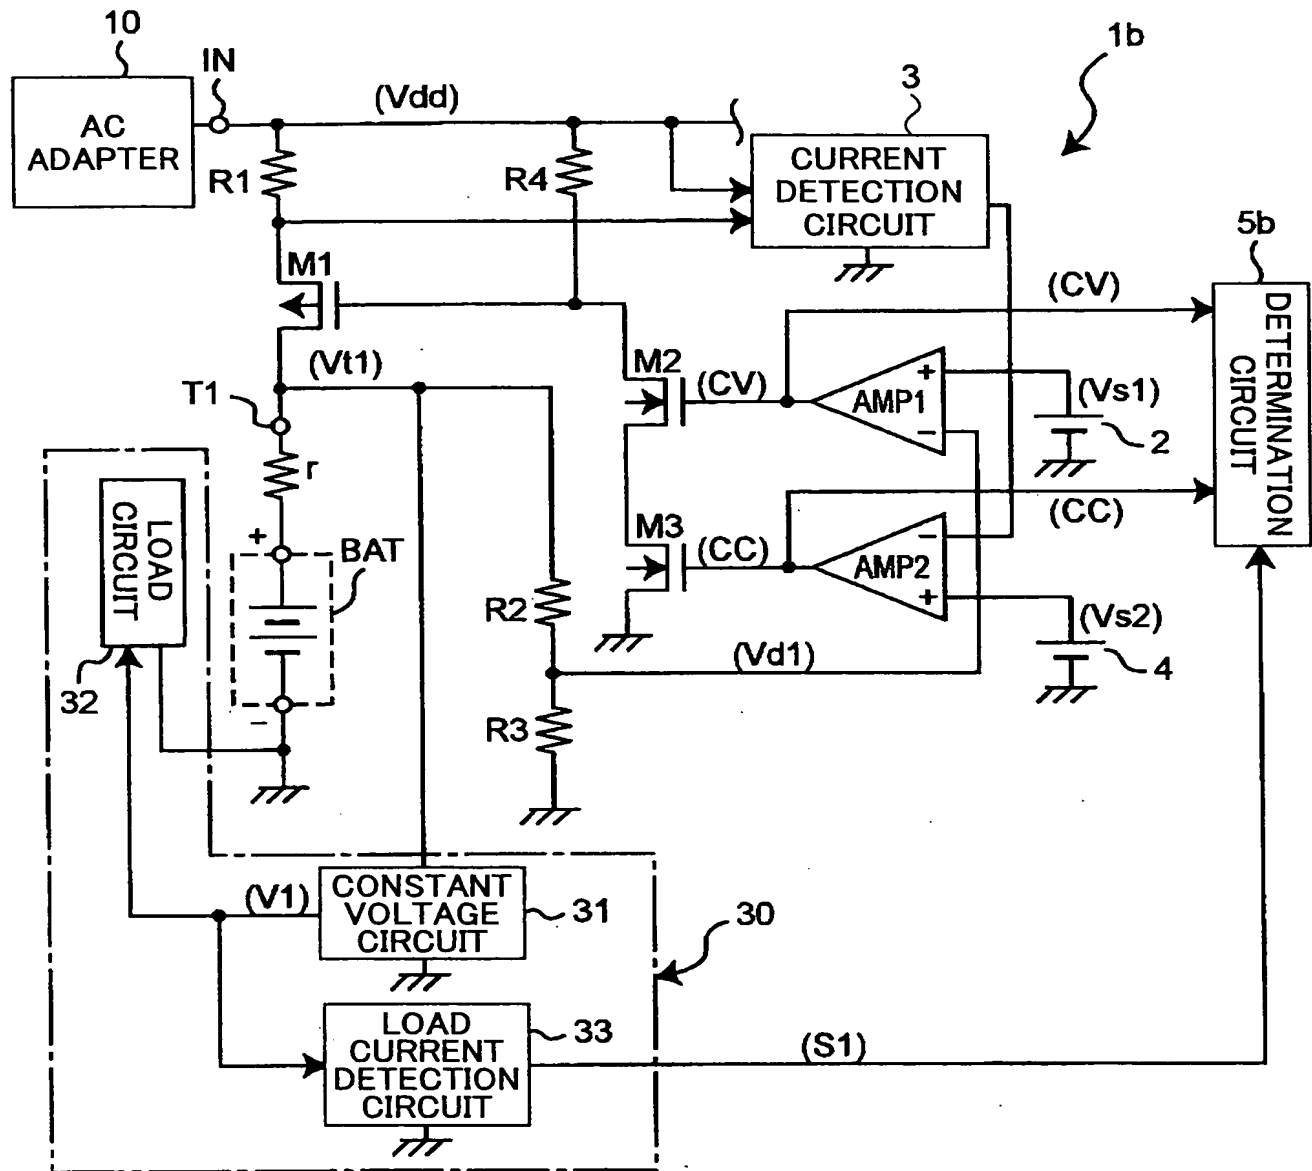 10
IN
(Vdd)
1b
AC
ADAPTER
R1
R4
3
CURRENT
DETECTION
CIRCUIT
5b
DETERMINATION
CIRCUIT
M1
(CV)
(Vt1)
M2
(CV)
AMP1
+
−
(Vs1)
2
T1
r
LOAD
CIRCUIT
+
BAT
−
32
M3
(CC)
AMP2
−
+
(CC)
(Vs2)
4
R2
(Vd1)
R3
(V1)
CONSTANT
VOLTAGE
CIRCUIT
31
30
LOAD
CURRENT
DETECTION
CIRCUIT
33
(S1)